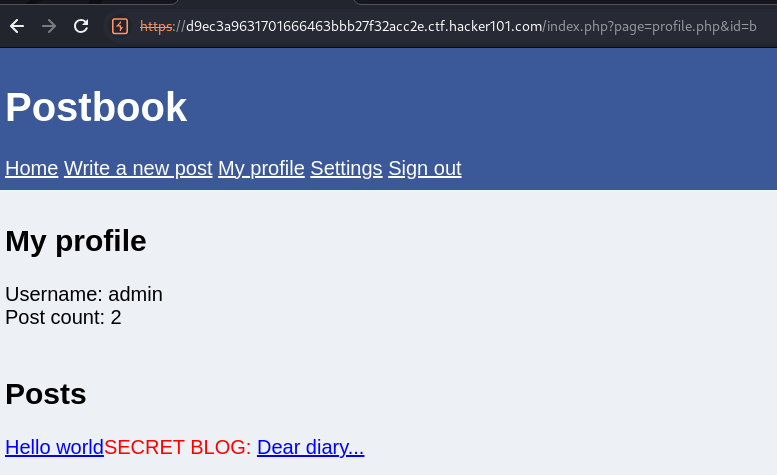 https://d9ec3a9631701666463bbb27f32acc2e.ctf.hacker101.com/index.php?page=profile.php&id=b
Postbook
Home Write a new post My profile Settings Sign out
My profile
Username: admin
Post count: 2
Posts
Hello worldSECRET BLOG: Dear diary...